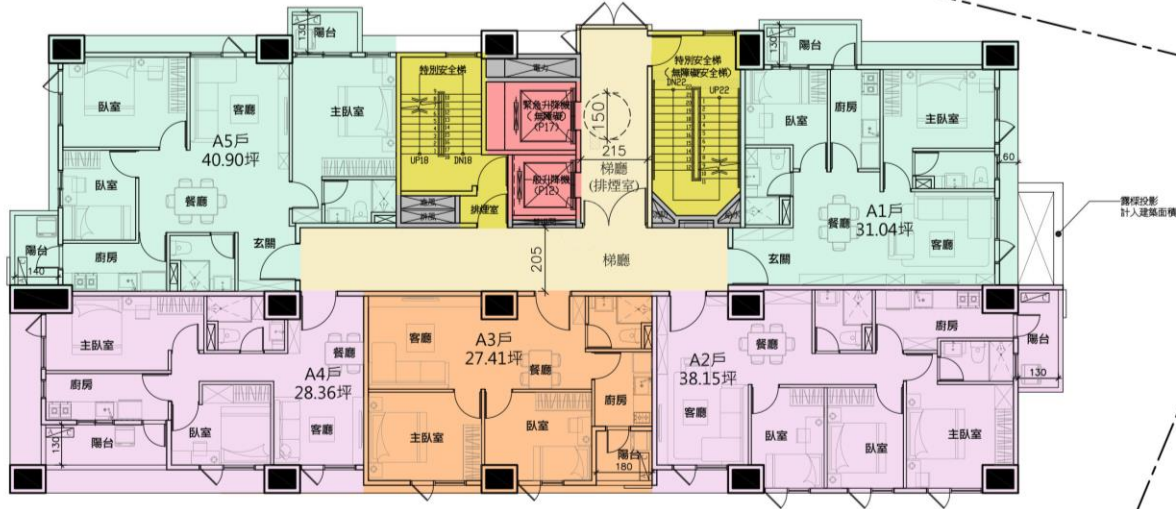 陽台
130
特別安全梯
UP18
DN18
電力
緊急升降機
(無障礙)
(P17)
一般升降機
(P12)
排煙室
150
215
梯廳
(排煙室)
特別安全梯
(無障礙安全梯)
DN22
UP22
陽台
130
臥室
客廳
主臥室
A5戶
40.90坪
臥室
餐廳
陽台
140
廚房
玄關
臥室
廚房
主臥室
60
A1戶
31.04坪
餐廳
客廳
玄關
露樑投影
計入建築面積
205
梯廳
主臥室
餐廳
A4戶
28.36坪
廚房
陽台
130
臥室
客廳
A3戶
27.41坪
客廳
餐廳
廚房
主臥室
臥室
陽台
180
A2戶
38.15坪
餐廳
廚房
陽台
130
客廳
臥室
臥室
主臥室